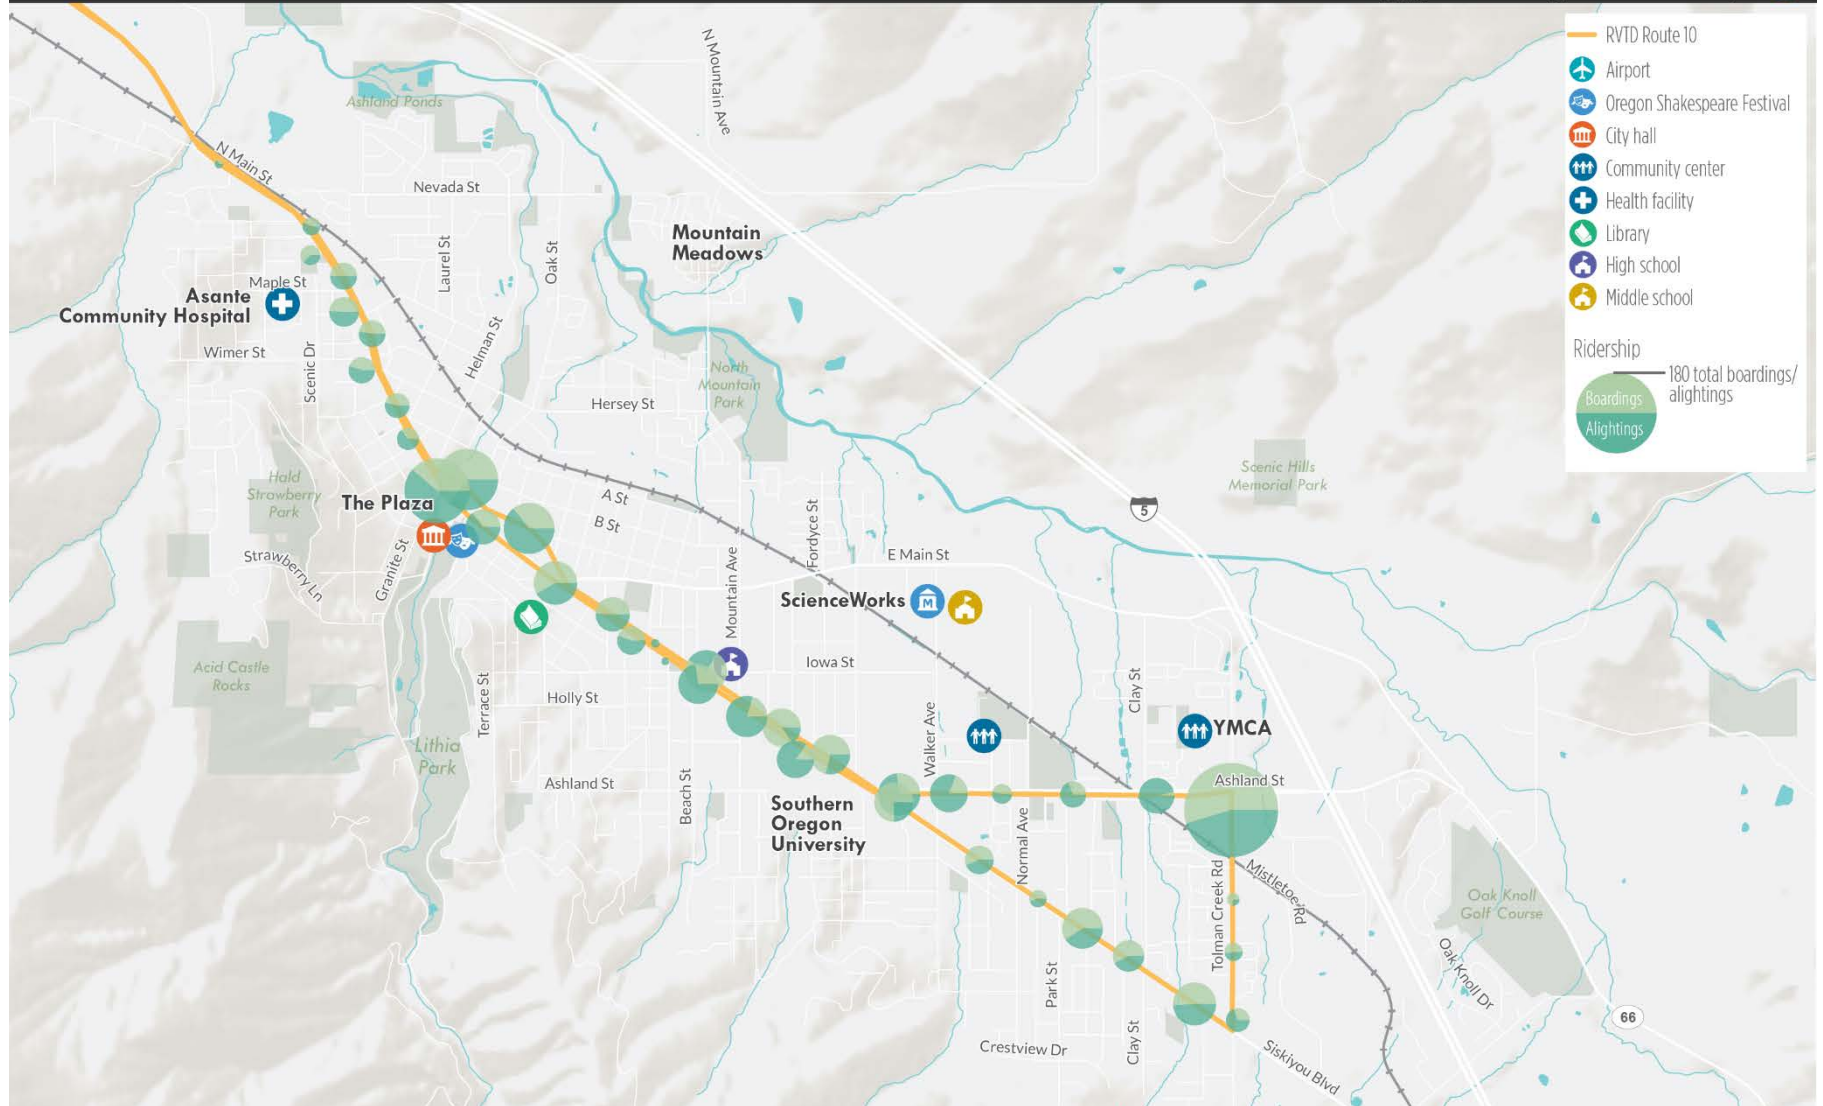 RVTD Route 10
Airport
Oregon Shakespeare Festival
City hall
Community center
Health facility
Library
High school
Middle school
Ridership
180 total boardings/
alightings
Boardings
Alightings
N Main St
Ashland Ponds
N Mountain Ave
Nevada St
Laurel St
Oak St
Mountain
Meadows
Maple St
Asante
Community Hospital
Wimer St
Scenic Dr
Helman St
North
Mountain
Park
Hersey St
Hald
Strawberry
Park
The Plaza
A St
B St
Fordyce St
5
Scenic Hills
Memorial Park
Strawberry Ln
Granite St
E Main St
Mountain Ave
ScienceWorks
M
Iowa St
Acid Castle
Rocks
Terrace St
Holly St
Lithia
Park
Walker Ave
Clay St
YMCA
Ashland St
Ashland St
Beach St
Southern
Oregon
University
Normal Ave
Tolman Creek Rd
Mistletoe Rd
Oak Knoll
Golf Course
Oak Knoll Dr
Park St
Crestview Dr
Clay St
Siskiyou Blvd
66